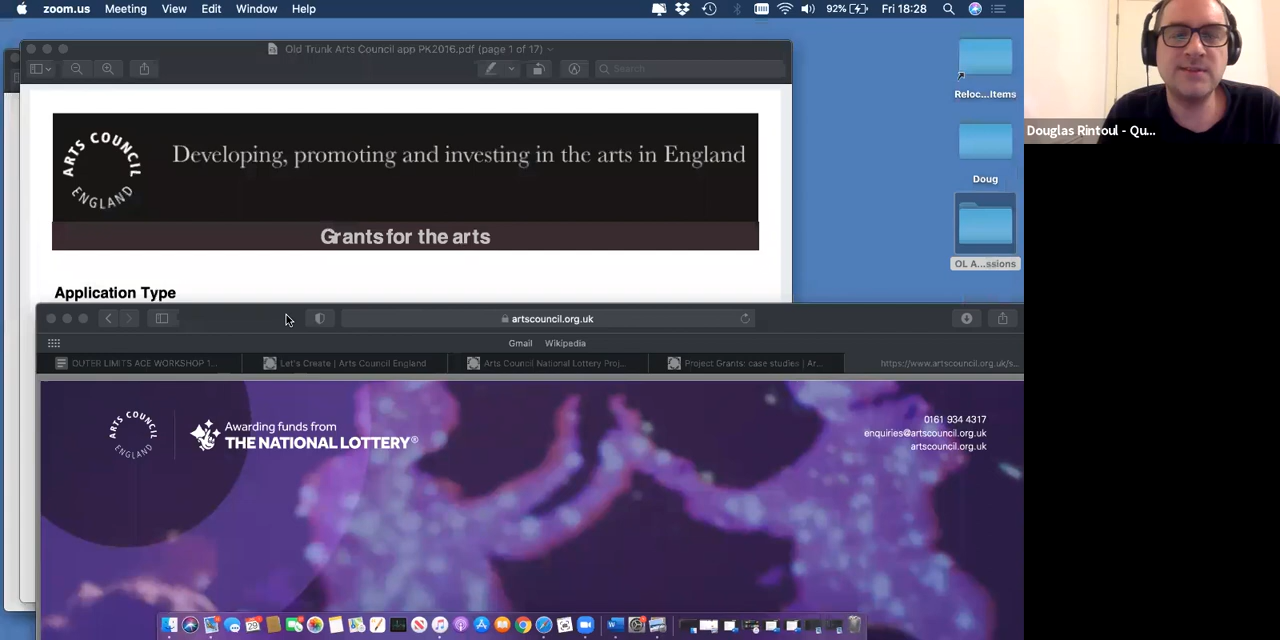 zoom.us Meeting View Edit Window Help 92% Fri 18:28
Old Trunk Arts Council app PK2016.pdf (page 1 of 17)
Search
ARTS COUNCIL ENGLAND
Developing, promoting and investing in the arts in England
Grants for the arts
Application Type
Reloc...Items
Doug
OL A...ssions
Douglas Rintoul - Qu...
artscouncil.org.uk
Gmail Wikipedia
OUTER LIMITS ACE WORKSHOP 1... Let's Create | Arts Council England Arts Council National Lottery Proj... Project Grants: case studies | Ar... https://www.artscouncil.org.uk/s...
ARTS COUNCIL ENGLAND
Awarding funds from
THE NATIONAL LOTTERY®
0161 934 4317
enquiries@artscouncil.org.uk
artscouncil.org.uk